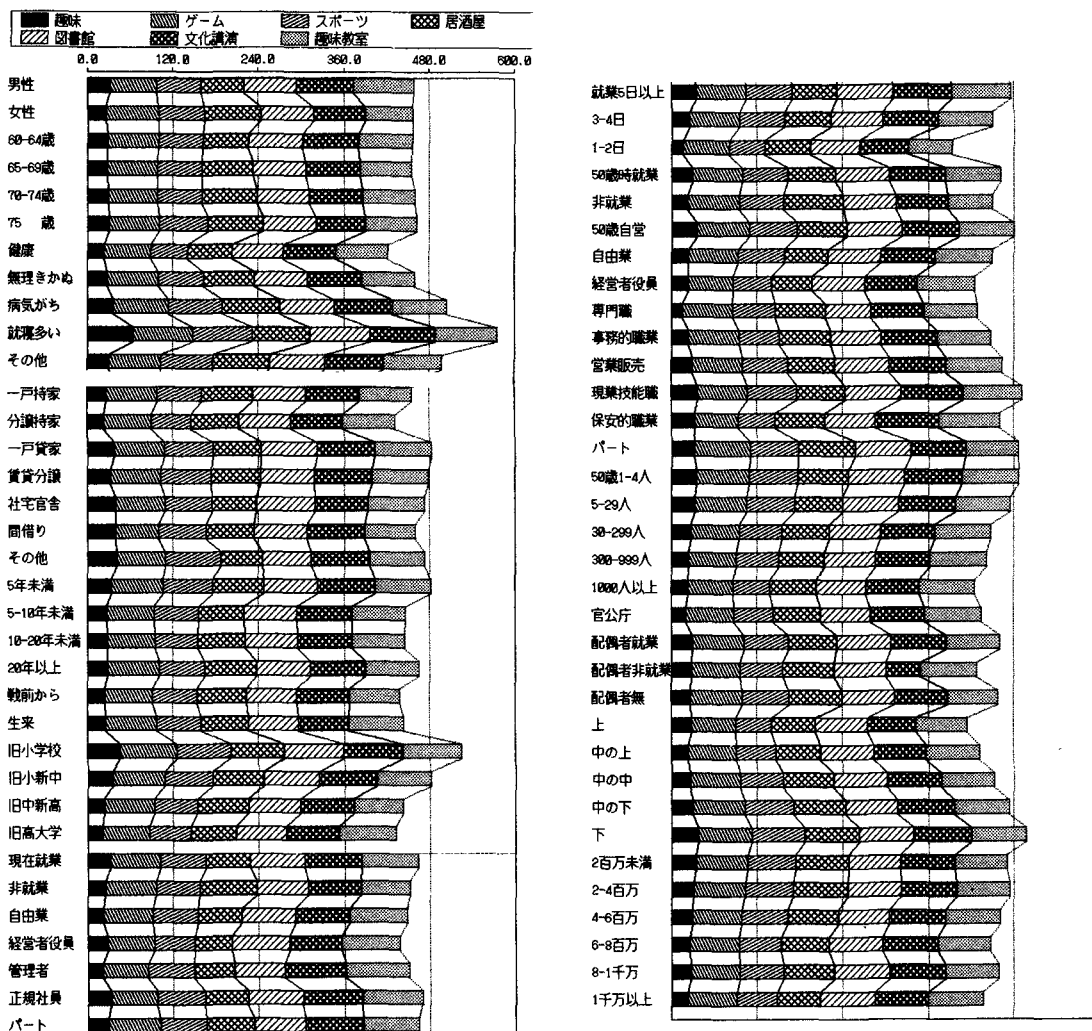 趣味 ゲーム スポーツ 居酒屋
図書館 文化講演 趣味教室
0.0 120.0 240.0 360.0 480.0 600.0
男性
女性
60-64歳
65-69歳
70-74歳
75 歳
健康
無理きかぬ
病気がち
就寝多い
その他
一戸持家
分譲持家
一戸貸家
賃貸分譲
社宅官舎
間借り
その他
5年未満
5-10年未満
10-20年未満
20年以上
戦前から
生来
旧小学校
旧小新中
旧中新高
旧高大学
現在就業
非就業
自由業
経営者役員
管理者
正規社員
パート
就業5日以上
3-4日
1-2日
50歳時就業
非就業
50歳自営
自由業
経営者役員
専門職
事務的職業
営業販売
現業技能職
保安的職業
パート
50歳1-4人
5-29人
30-299人
300-999人
1000人以上
官公庁
配偶者就業
配偶者非就業
配偶者無
上
中の上
中の中
中の下
下
2百万未満
2-4百万
4-6百万
6-8百万
8-1千万
1千万以上